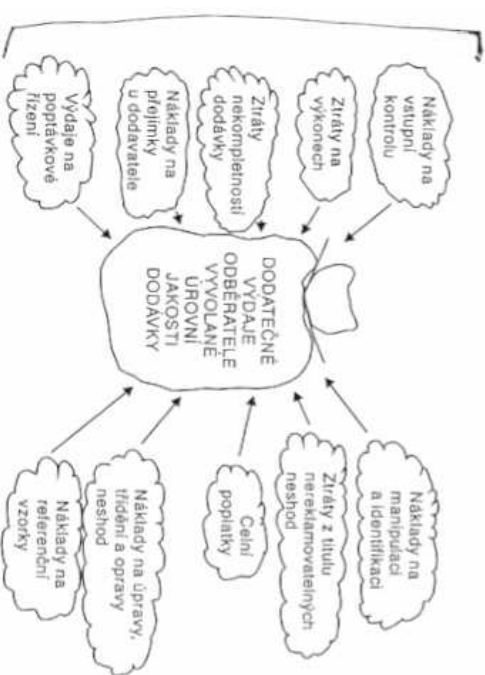 Náklady na
vstupní
kontrolu
Ztráty na
výkonech
Ztráty
nekompletností
dodávky
Náklady na
přejímky
u dodavatele
Výdaje na
poptávkové
řízení
DODATEČNÉ
VÝDAJE
ODBĚRATELE
VYVOLANÉ
ÚROVNÍ
JAKOSTI
DODÁVKY
Náklady na
manipulaci
a identifikaci
Ztráty z titulu
nereklamovatelných
neshod
Celní
poplatky
Náklady na úpravy,
třídění a opravy
neshod
Náklady na
referenční
vzorky